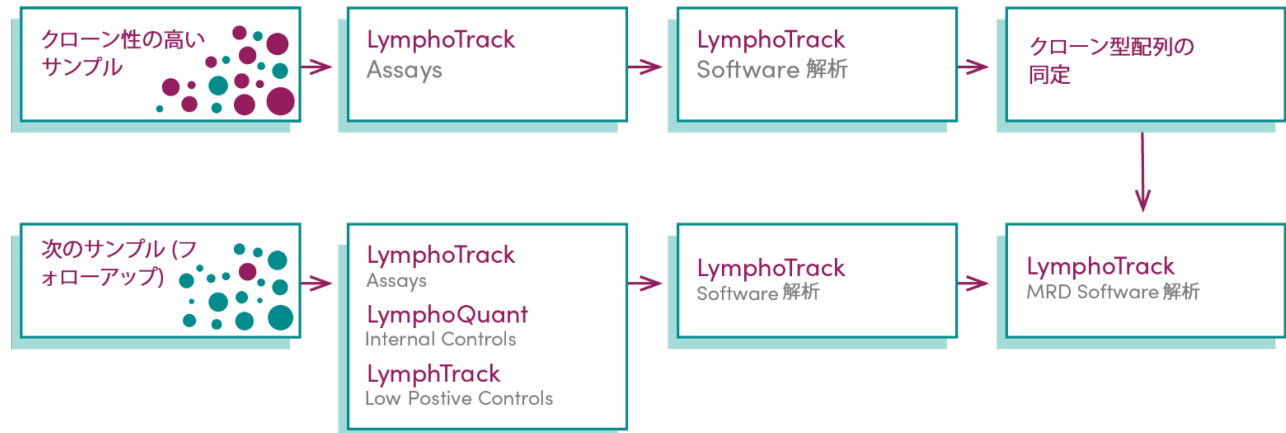 クローン性の高い
サンプル
LymphoTrack
Assays
LymphoTrack
Software 解析
クローン型配列の
同定
次のサンプル (フ
ォローアップ)
LymphoTrack
Assays
LymphoQuant
Internal Controls
LymphTrack
Low Postive Controls
LymphoTrack
Software 解析
LymphoTrack
MRD Software 解析